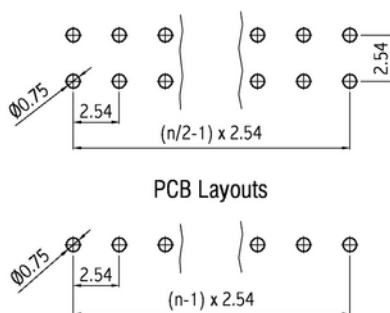 2.54
Ø0.75
2.54
(n/2-1) x 2.54
PCB Layouts
Ø0.75
2.54
(n-1) x 2.54